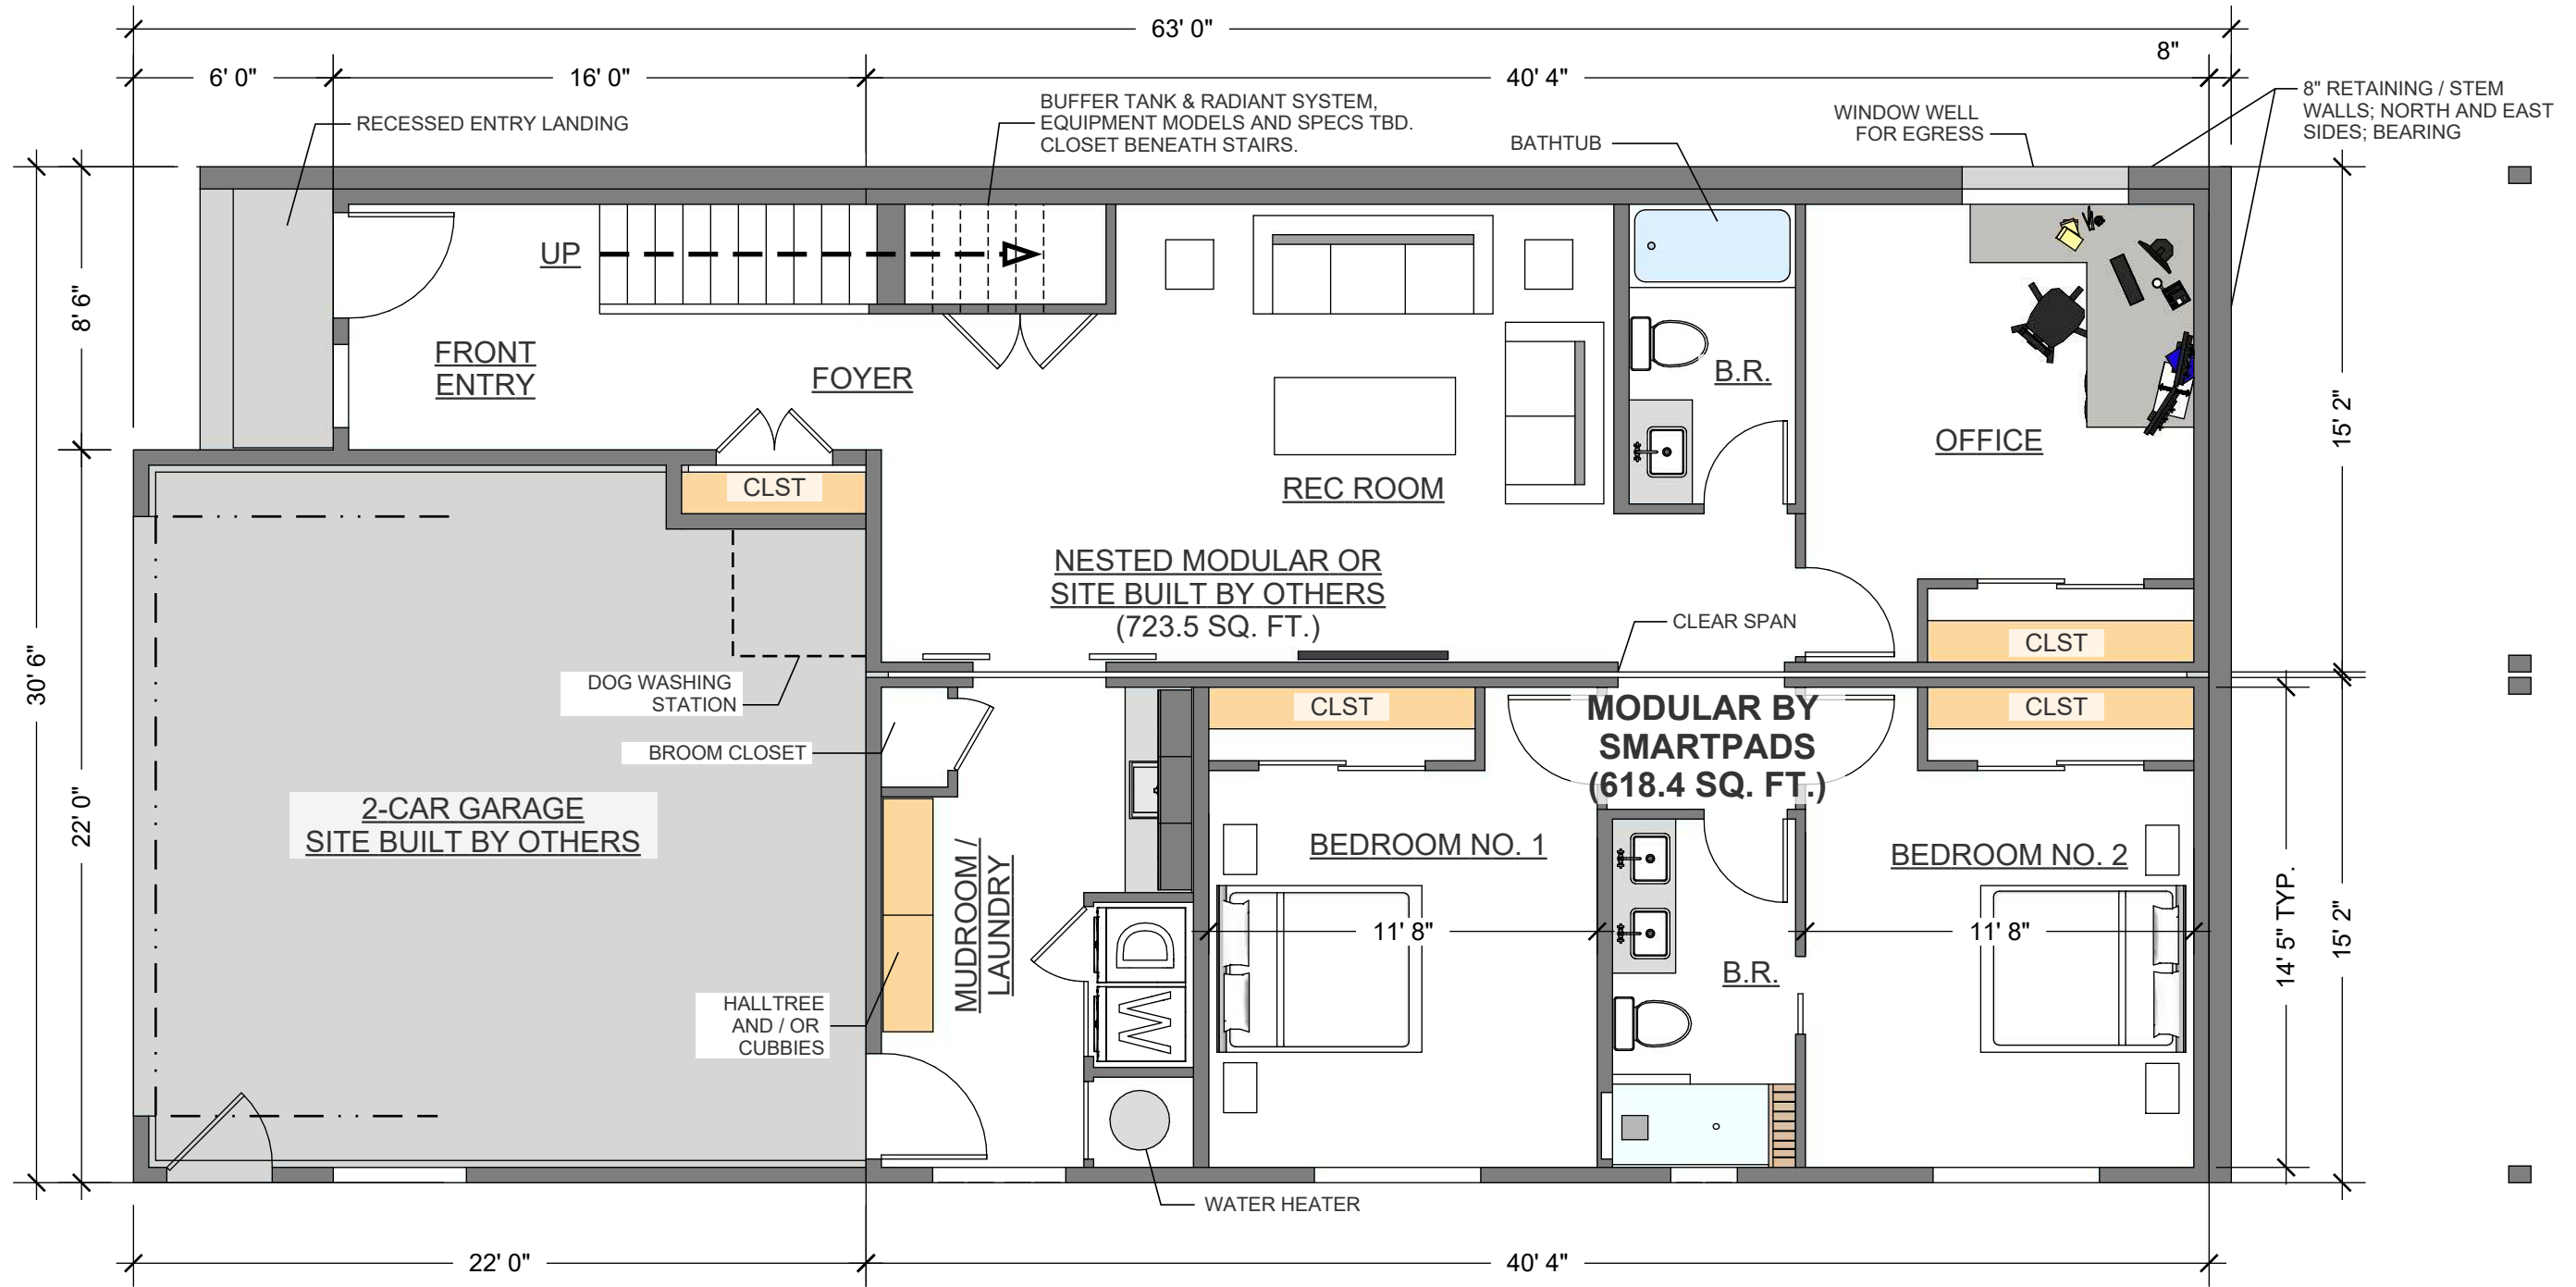 63' 0"
6' 0"
16' 0"
40' 4"
8"
RECESSED ENTRY LANDING
BUFFER TANK & RADIANT SYSTEM,
EQUIPMENT MODELS AND SPECS TBD.
CLOSET BENEATH STAIRS.
BATHTUB
WINDOW WELL
FOR EGRESS
8" RETAINING / STEM
WALLS; NORTH AND EAST
SIDES; BEARING
UP
8' 6"
FRONT
ENTRY
FOYER
B.R.
15' 2"
OFFICE
CLST
REC ROOM
NESTED MODULAR OR
SITE BUILT BY OTHERS
(723.5 SQ. FT.)
CLEAR SPAN
CLST
30' 6"
DOG WASHING
STATION
CLST
MODULAR BY
SMARTPADS
(618.4 SQ. FT.)
CLST
BROOM CLOSET
22' 0"
2-CAR GARAGE
SITE BUILT BY OTHERS
MUDROOM /
LAUNDRY
BEDROOM NO. 1
BEDROOM NO. 2
11' 8"
11' 8"
14' 5" TYP.
15' 2"
D
B.R.
W
HALLTREE
AND / OR
CUBBIES
WATER HEATER
22' 0"
40' 4"